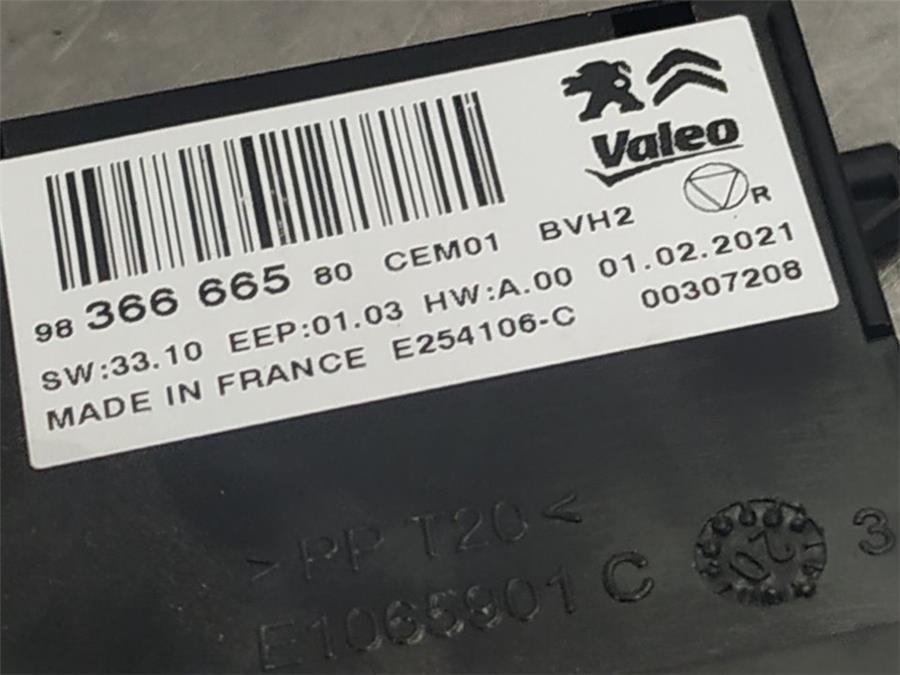 Valeo
R
98 366 665 80 CEM01 BVH2
SW:33.10 EEP:01.03 HW:A.00 01.02.2021
MADE IN FRANCE E254106-C 00307208
>PP T20<
E1065901 C
02
3